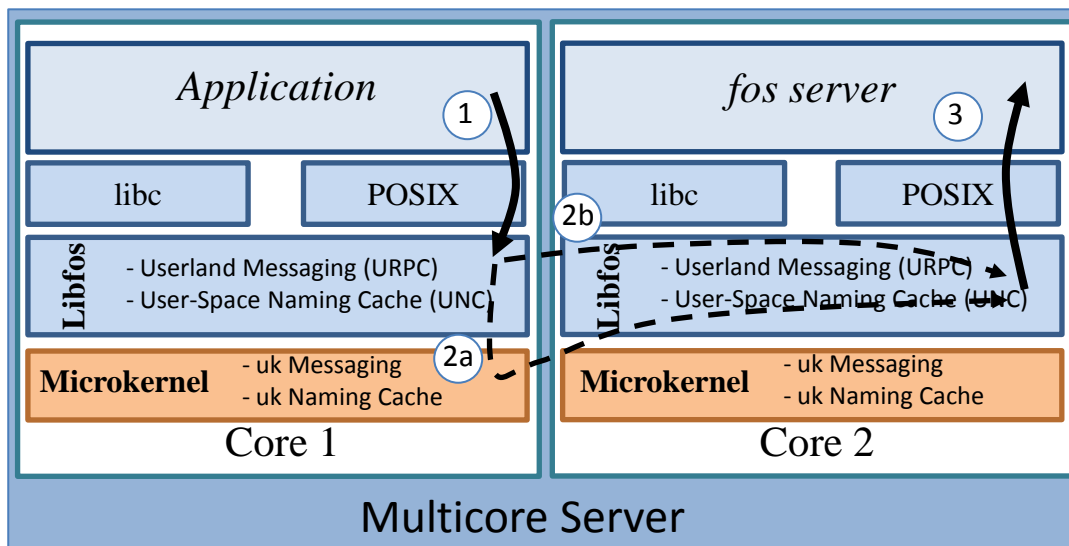 Application
1
libc
POSIX
Libfos
- Userland Messaging (URPC)
- User-Space Naming Cache (UNC)
2a
Microkernel
- uk Messaging
- uk Naming Cache
Core 1
fos server
3
libc
POSIX
2b
Libfos
- Userland Messaging (URPC)
- User-Space Naming Cache (UNC)
Microkernel
- uk Messaging
- uk Naming Cache
Core 2
Multicore Server